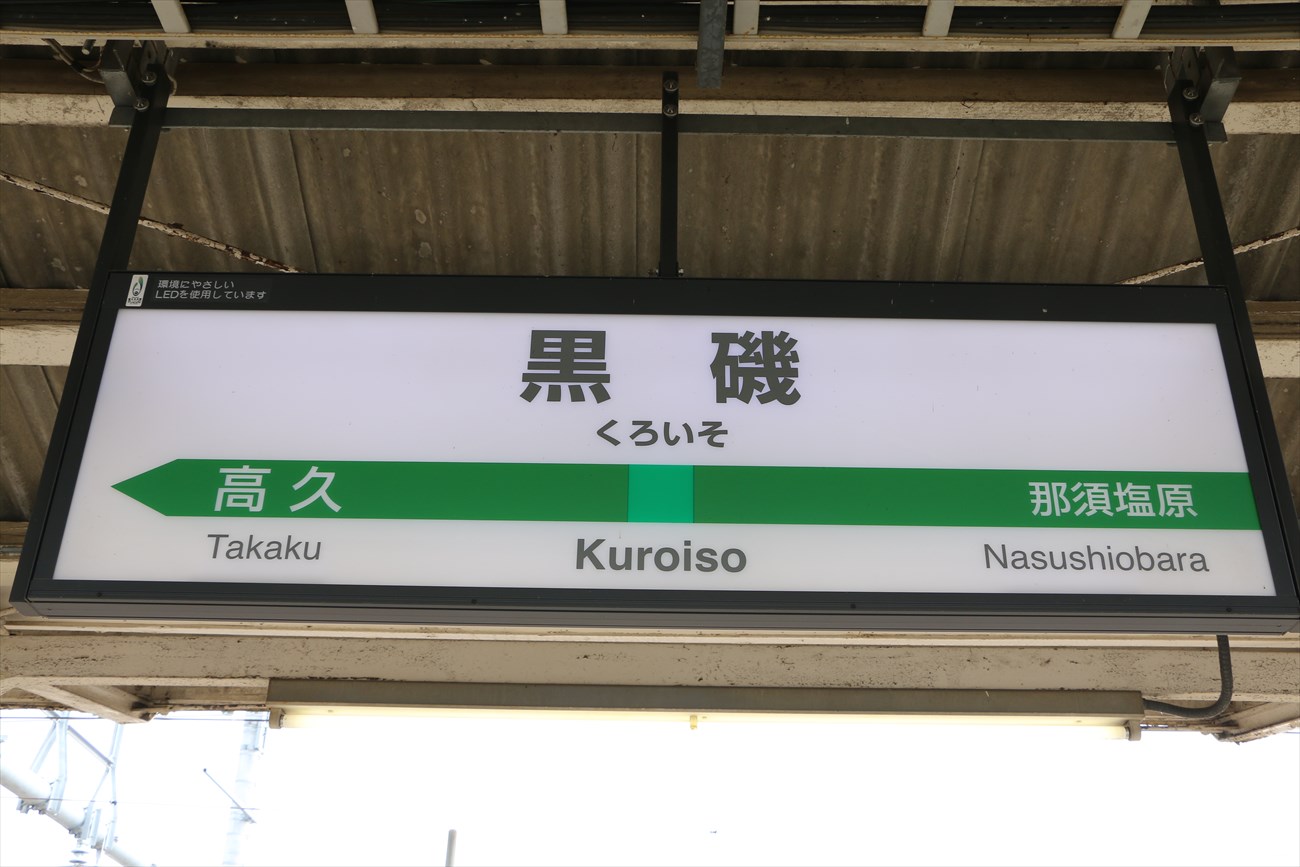 環境にやさしい
LEDを使用しています
黒 磯
くろいそ
高 久
那須塩原
Takaku
Kuroiso
Nasushiobara